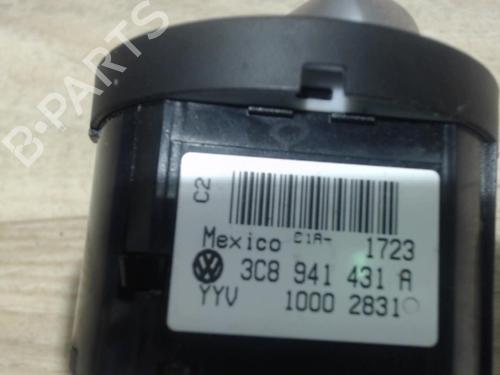 B-PARTS
C2
Mexico C1A- 1723
3C8 941 431 A
YYV 1000 2831